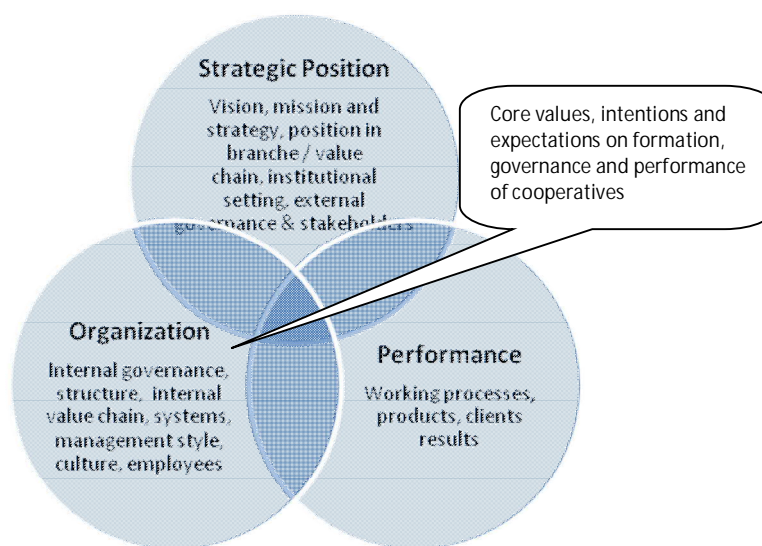 Strategic Position
Vision, mission and
strategy, position in
branche / value
chain, institutional
setting, external
governance & stakeholders
Core values, intentions and
expectations on formation,
governance and performance
of cooperatives
Organization
Internal governance,
structure, internal
value chain, systems,
management style,
culture, employees
Performance
Working processes,
products, clients
results